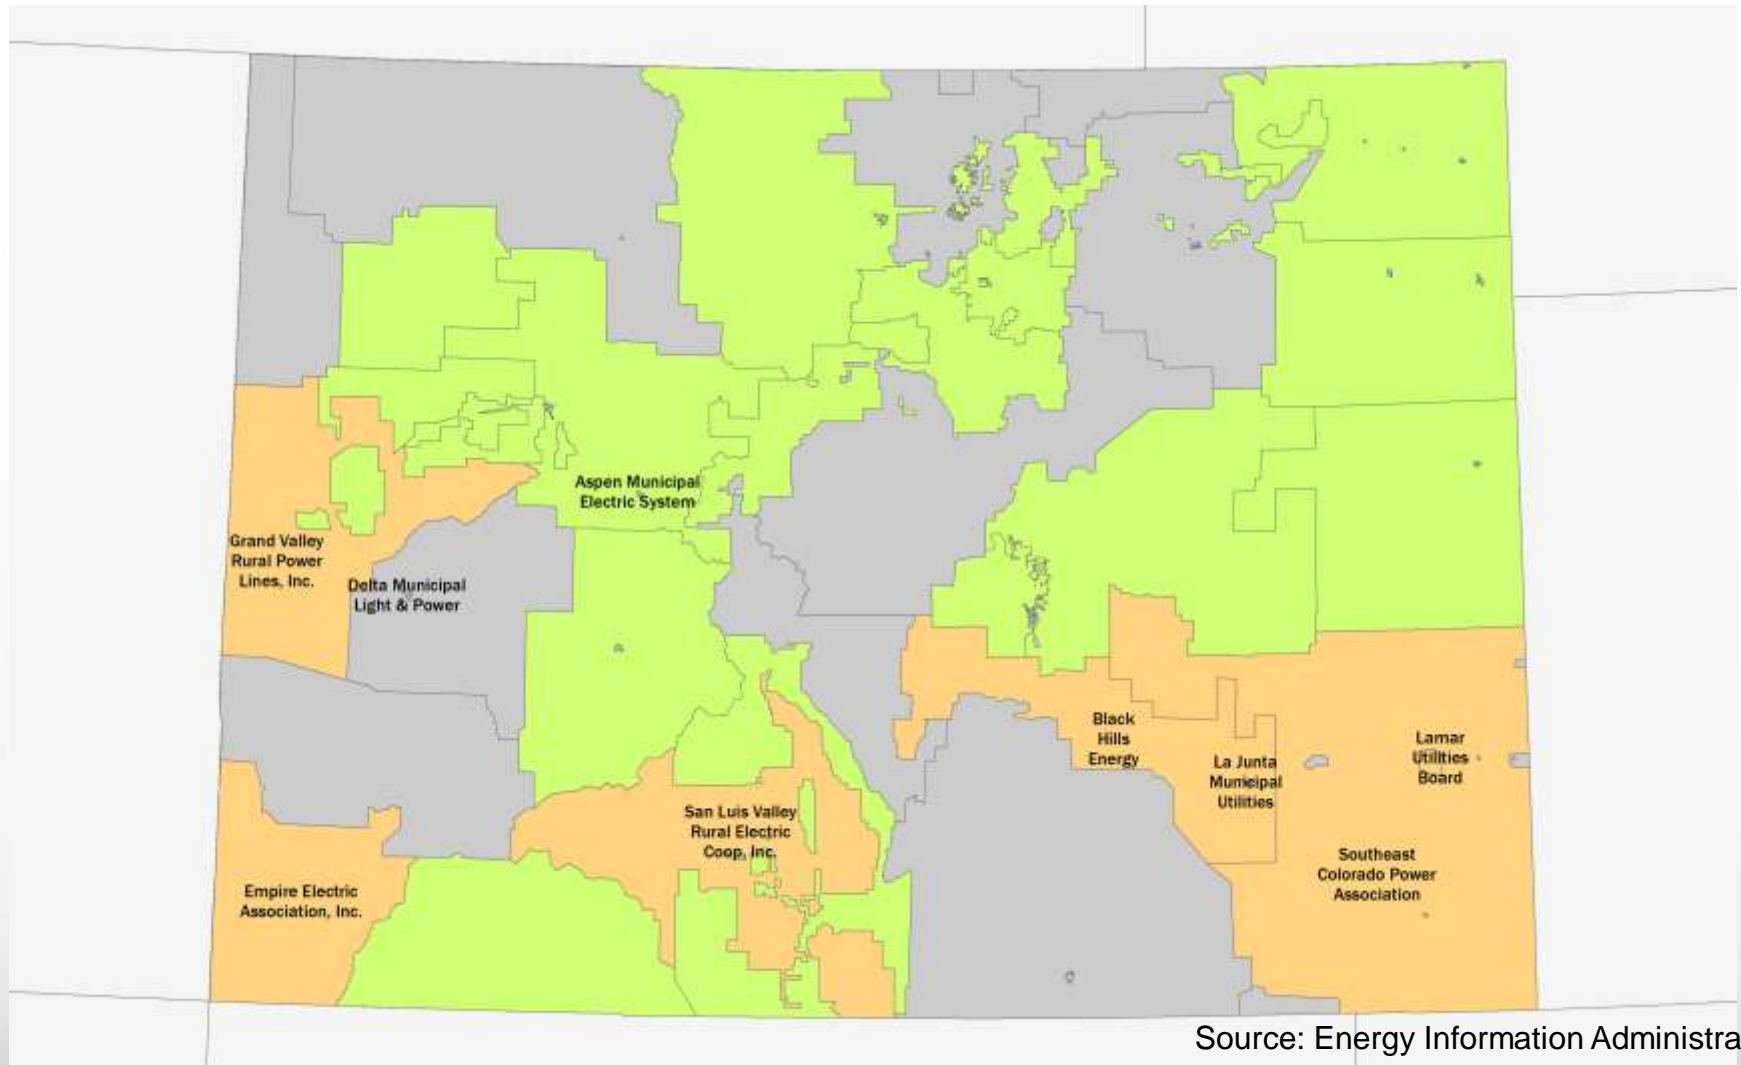 Aspen Municipal
Electric System
Grand Valley
Rural Power
Lines, Inc.
Delta Municipal
Light & Power
Black
Hills
Energy
La Junta
Municipal
Utilities
Lamar
Utilities
Board
San Luis Valley
Rural Electric
Coop, Inc.
Southeast
Colorado Power
Association
Empire Electric
Association, Inc.
Source: Energy Information Administra